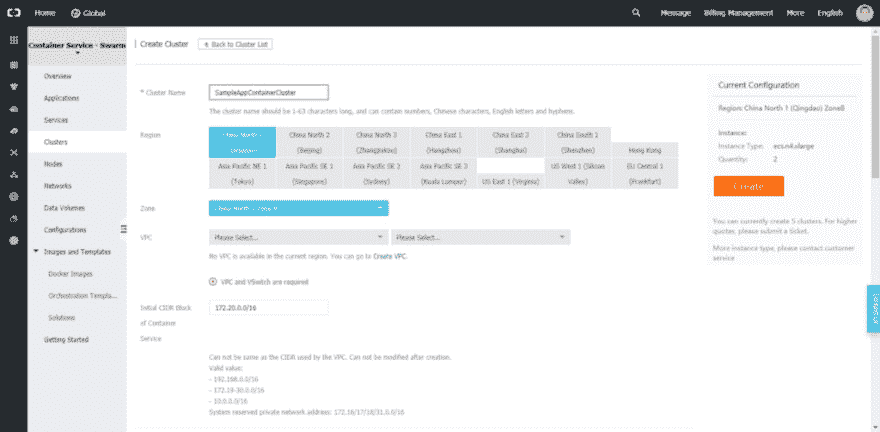 Home Global Message Billing Management More English
Container Service - Swarm
Overview
Applications
Services
Clusters
Nodes
Networks
Data Volumes
Configurations
Images and Templates
Docker Images
Orchestration Templa...
Solutions
Getting Started
Create Cluster Back to Cluster List
* Cluster Name SampleAppContainerCluster
The cluster name should be 1-63 characters long, and can contain numbers, Chinese characters, English letters and hyphens.
Region
China North 1 China North 2 China North 3 China East 1 China East 2 China South 1
(Qingdao) (Beijing) (Zhangjiakou) (Hangzhou) (Shanghai) (Shenzhen) Hong Kong
Asia Pacific NE 1 Asia Pacific SE 1 Asia Pacific SE 2 Asia Pacific SE 3 US West 1 (Silicon EU Central 1
(Tokyo) (Singapore) (Sydney) (Kuala Lumpur) US East 1 (Virginia) Valley) (Frankfurt)
Zone
VPC Please Select... Please Select...
No VPC is available in the current region. You can go to Create VPC.
VPC and VSwitch are required
Initial CIDR Block
of Container
Service
172.20.0.0/16
Can not be same as the CIDR used by the VPC. Can not be modified after creation.
Valid value:
- 192.168.0.0/16
- 172.19-30.0.0/16
- 10.0.0.0/16
System reserved private network address: 172.16/17/18/31.0.0/16
Current Configuration
Region: China North 1 (Qingdao) ZoneB
Instance:
Instance Type: ecs.n4.xlarge
Quantity: 2
Create
You can currently create 5 clusters. For higher
quotas, please submit a ticket.
More instance type, please contact customer
service